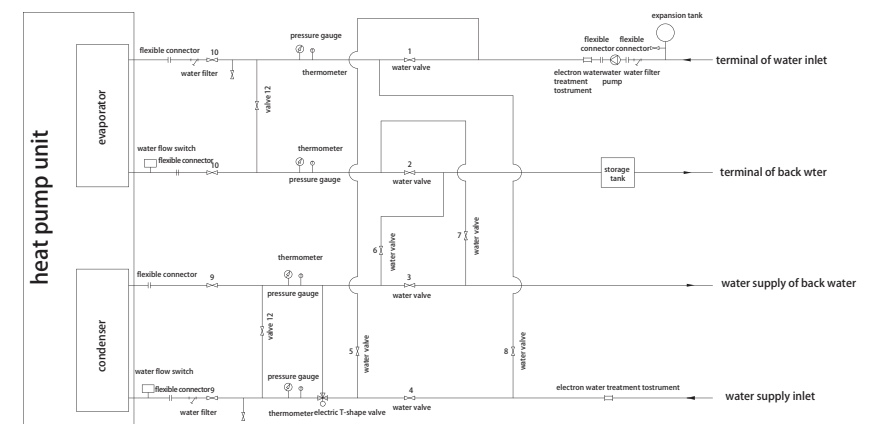 expansion tank
pressure gauge
flexible connector
10
1
flexible connector
flexible connector
terminal of water inlet
water filter
thermometer
water valve
electron water treatment tostrument
water pump
water filter
valve 12
evaporator
water flow switch
thermometer
flexible connector
10
2
storage tank
terminal of back wter
pressure gauge
water valve
heat pump unit
6
water valve
7
water valve
thermometer
flexible connector
9
3
water supply of back water
pressure gauge
water valve
valve 12
condenser
5
water valve
8
water valve
water flow switch
pressure gauge
flexible connector
9
4
electron water treatment tostrument
water supply inlet
water filter
thermometer
electric T-shape valve
water valve